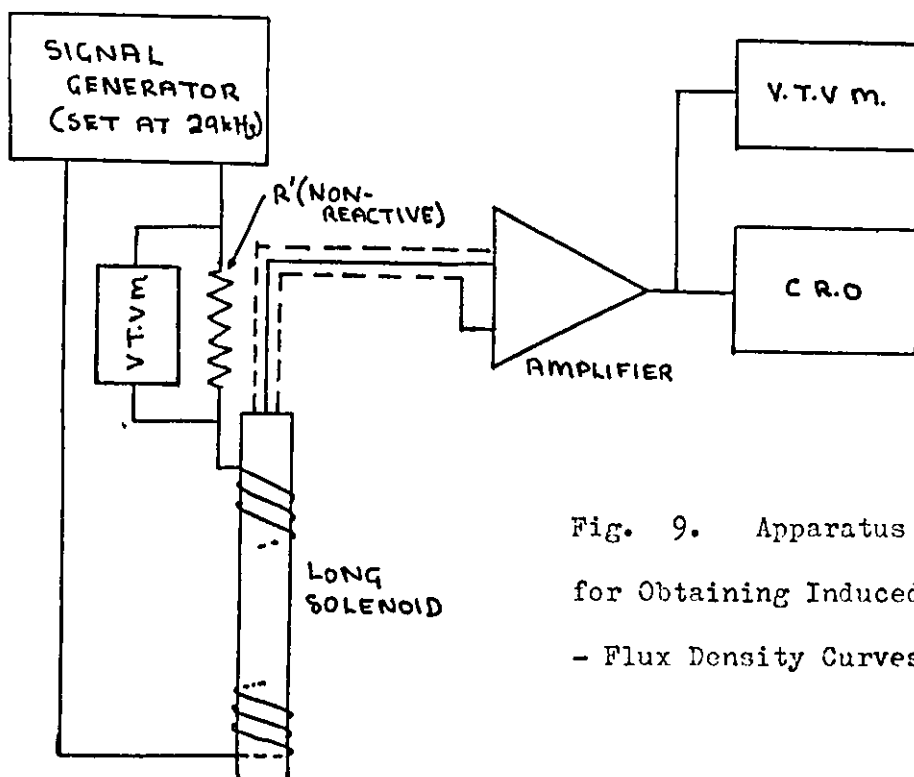 SIGNAL
GENERATOR
(SET AT 29kHz)
V.T.V M.
R'(NON-
REACTIVE)
V T.V M
C R.O
AMPLIFIER
LONG
SOLENOID
Fig. 9. Apparatus
for Obtaining Induced
- Flux Density Curves